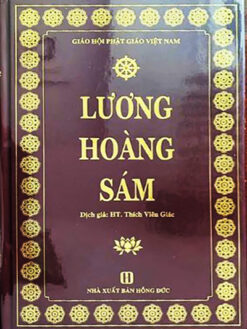 GIÁO HỘI PHẬT GIÁO VIỆT NAM
LƯƠNG
HOÀNG
SÁM
Dịch giả: HT. Thích Viên Giác
NHÀ XUẤT BẢN HỒNG ĐỨC